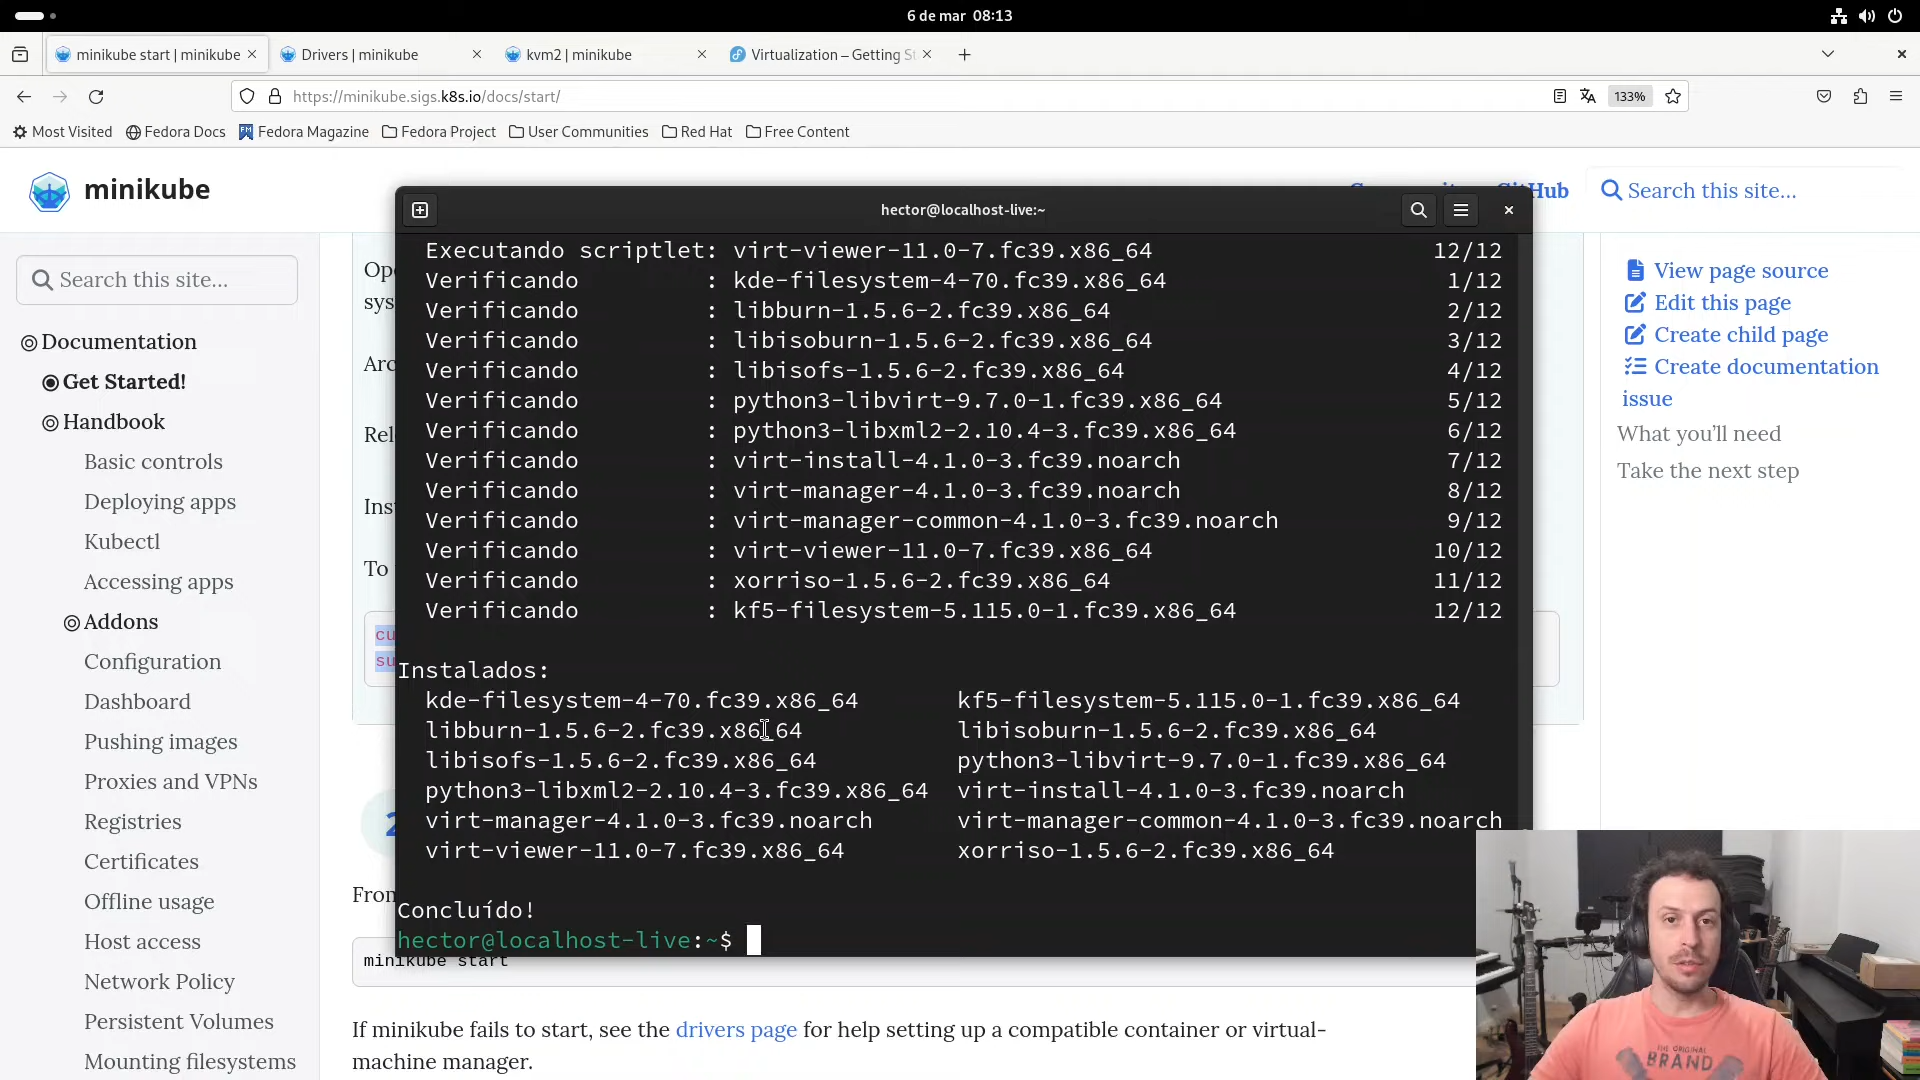 6 de mar 08:13
minikube start | minikube
Drivers | minikube
kvm2 | minikube
Virtualization – Getting St
https://minikube.sigs.k8s.io/docs/start/
133%
Most Visited
Fedora Docs
Fedora Magazine
Fedora Project
User Communities
Red Hat
Free Content
minikube
GitHub
Search this site…
hector@localhost-live:~
Search this site…
Documentation
Get Started!
Handbook
Basic controls
Deploying apps
Kubectl
Accessing apps
Addons
Configuration
Dashboard
Pushing images
Proxies and VPNs
Registries
Certificates
Offline usage
Host access
Network Policy
Persistent Volumes
Mounting filesystems
Executando scriptlet: virt-viewer-11.0-7.fc39.x86_64 12/12
Verificando : kde-filesystem-4-70.fc39.x86_64 1/12
Verificando : libburn-1.5.6-2.fc39.x86_64 2/12
Verificando : libisoburn-1.5.6-2.fc39.x86_64 3/12
Verificando : libisofs-1.5.6-2.fc39.x86_64 4/12
Verificando : python3-libvirt-9.7.0-1.fc39.x86_64 5/12
Verificando : python3-libxml2-2.10.4-3.fc39.x86_64 6/12
Verificando : virt-install-4.1.0-3.fc39.noarch 7/12
Verificando : virt-manager-4.1.0-3.fc39.noarch 8/12
Verificando : virt-manager-common-4.1.0-3.fc39.noarch 9/12
Verificando : virt-viewer-11.0-7.fc39.x86_64 10/12
Verificando : xorriso-1.5.6-2.fc39.x86_64 11/12
Verificando : kf5-filesystem-5.115.0-1.fc39.x86_64 12/12
Instalados:
kde-filesystem-4-70.fc39.x86_64 kf5-filesystem-5.115.0-1.fc39.x86_64
libburn-1.5.6-2.fc39.x86_64 libisoburn-1.5.6-2.fc39.x86_64
libisofs-1.5.6-2.fc39.x86_64 python3-libvirt-9.7.0-1.fc39.x86_64
python3-libxml2-2.10.4-3.fc39.x86_64 virt-install-4.1.0-3.fc39.noarch
virt-manager-4.1.0-3.fc39.noarch virt-manager-common-4.1.0-3.fc39.noarch
virt-viewer-11.0-7.fc39.x86_64 xorriso-1.5.6-2.fc39.x86_64
Concluído!
hector@localhost-live:~$
To
2
From
minikube start
If minikube fails to start, see the drivers page for help setting up a compatible container or virtual-
machine manager.
View page source
Edit this page
Create child page
Create documentation
issue
What you’ll need
Take the next step
THE ORIGINAL
BRAND